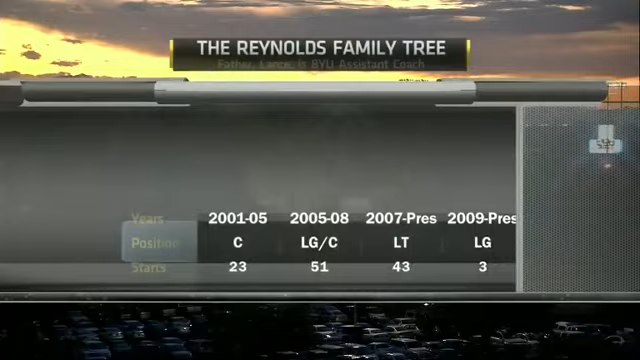 THE REYNOLDS FAMILY TREE
Father, Lance, is BYU Assistant Coach
Years 2001-05 2005-08 2007-Pres 2009-Pres
Position C LG/C LT LG
Starts 23 51 43 3